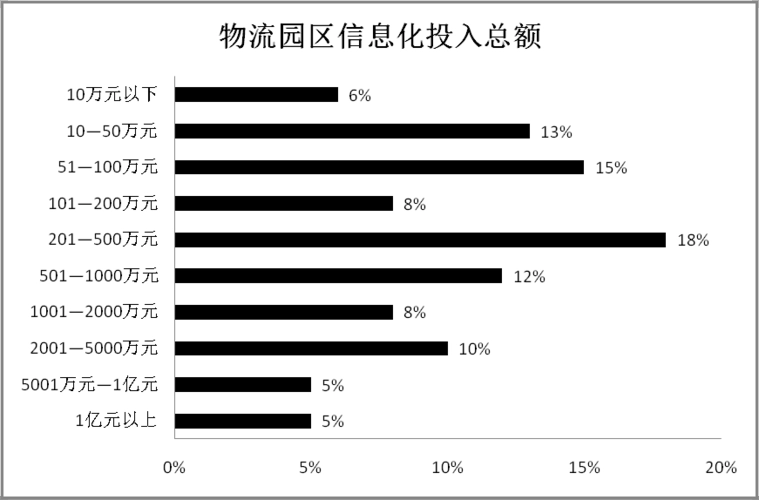 物流园区信息化投入总额
10万元以下 6%
10—50万元 13%
51—100万元 15%
101—200万元 8%
201—500万元 18%
501—1000万元 12%
1001—2000万元 8%
2001—5000万元 10%
5001万元—1亿元 5%
1亿元以上 5%
0% 5% 10% 15% 20%